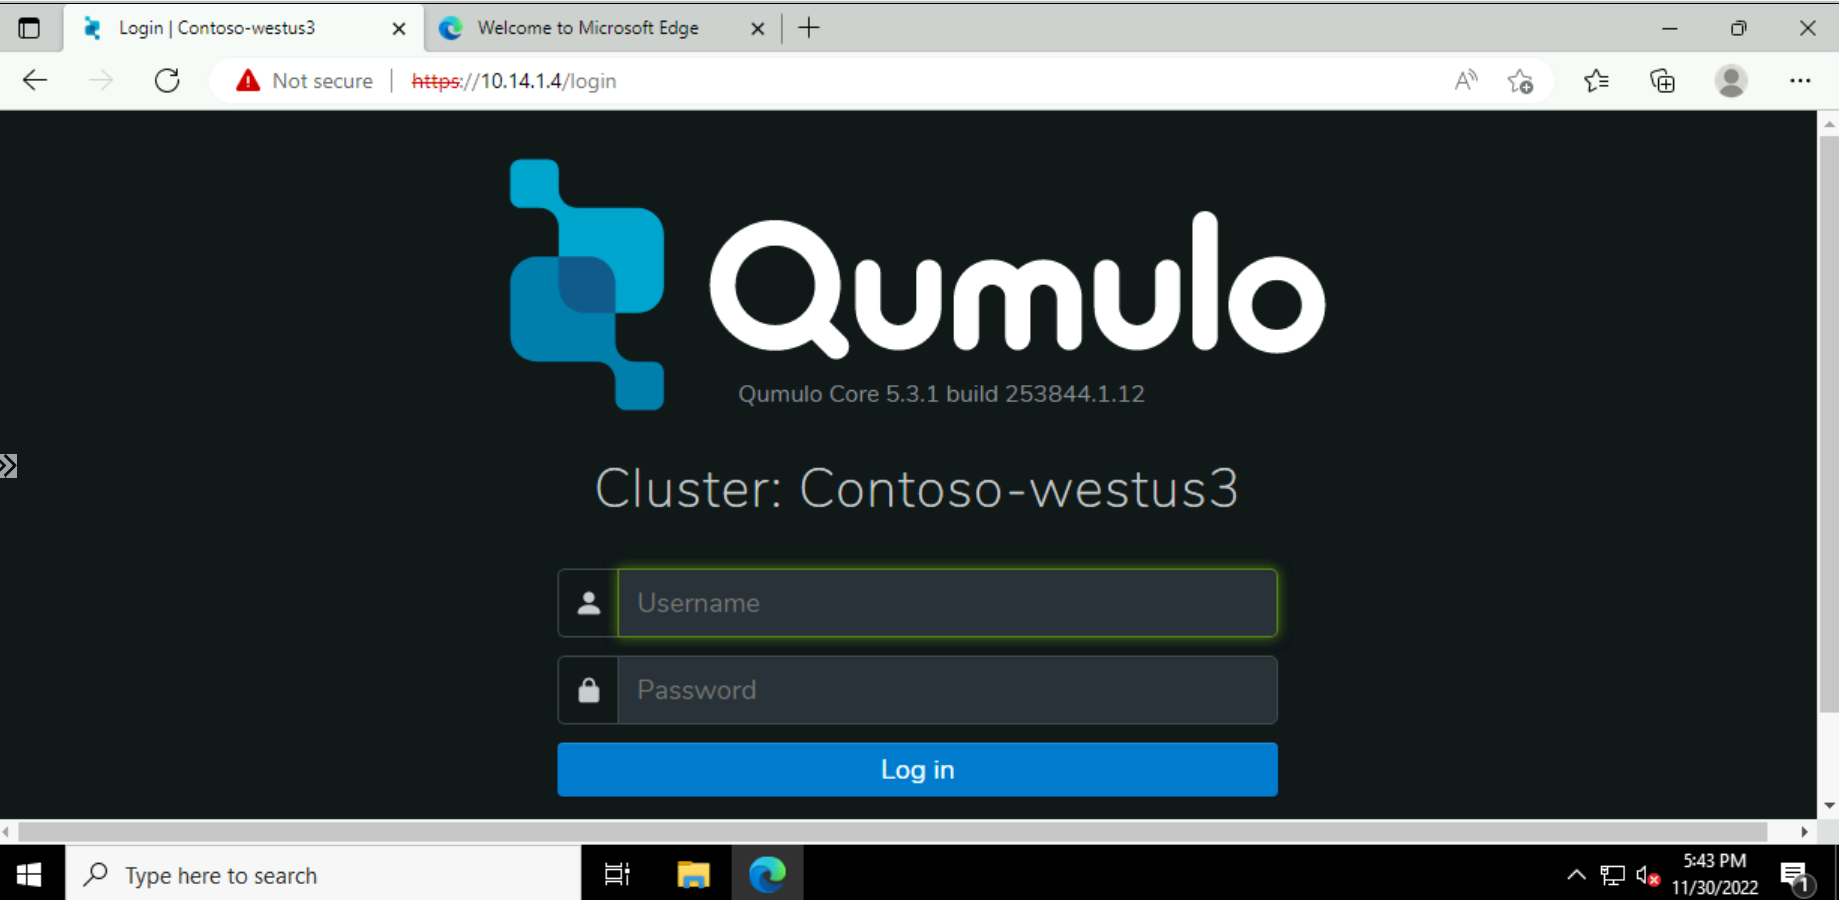 Login | Contoso-westus3
Welcome to Microsoft Edge
Not secure
https://10.14.1.4/login
Qumulo
Qumulo Core 5.3.1 build 253844.1.12
Cluster: Contoso-westus3
Username
Password
Log in
Type here to search
5:43 PM
11/30/2022
1